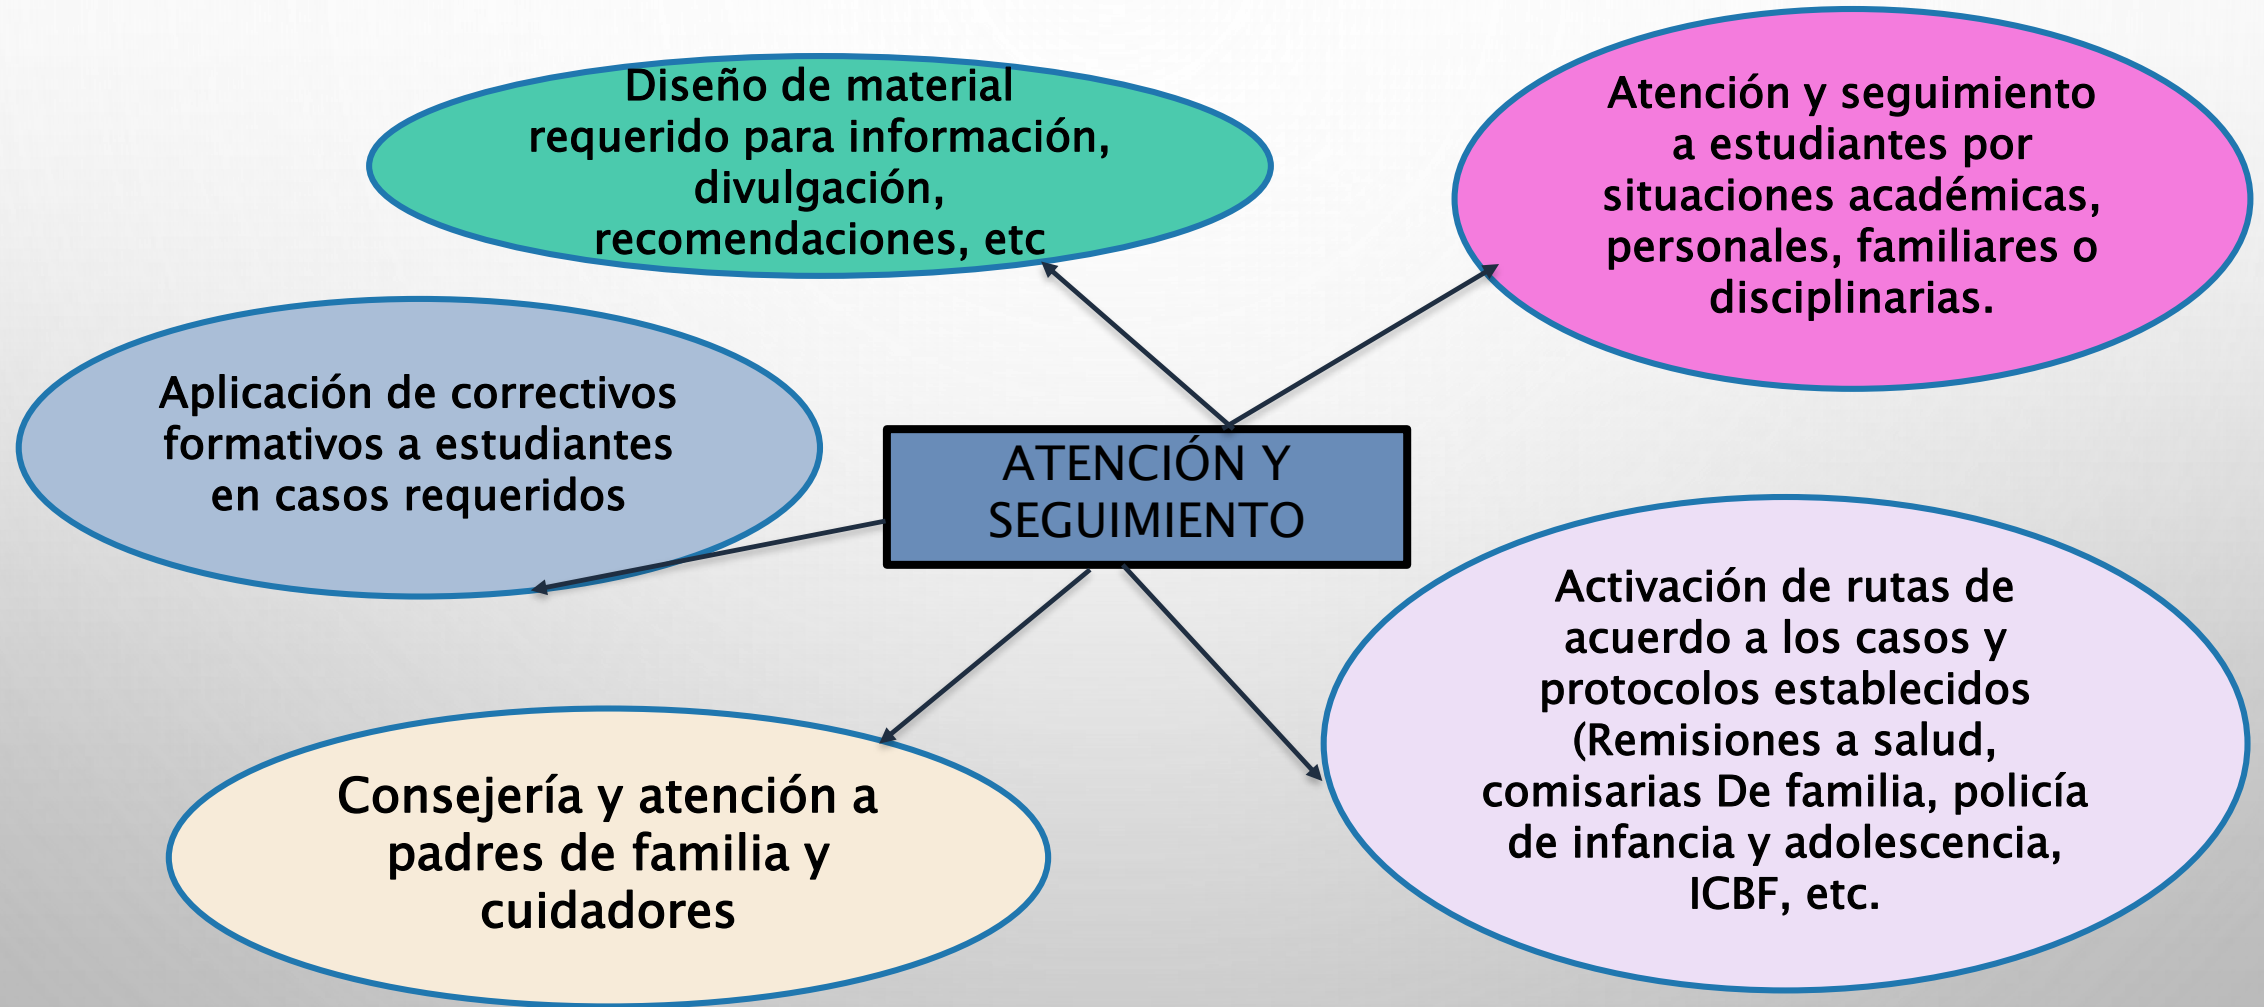 Diseño de material
requerido para información,
divulgación,
recomendaciones, etc
Atención y seguimiento
a estudiantes por
situaciones académicas,
personales, familiares o
disciplinarias.
Aplicación de correctivos
formativos a estudiantes
en casos requeridos
ATENCIÓN Y
SEGUIMIENTO
Activación de rutas de
acuerdo a los casos y
protocolos establecidos
(Remisiones a salud,
comisarias De familia, policía
de infancia y adolescencia,
ICBF, etc.
Consejería y atención a
padres de familia y
cuidadores